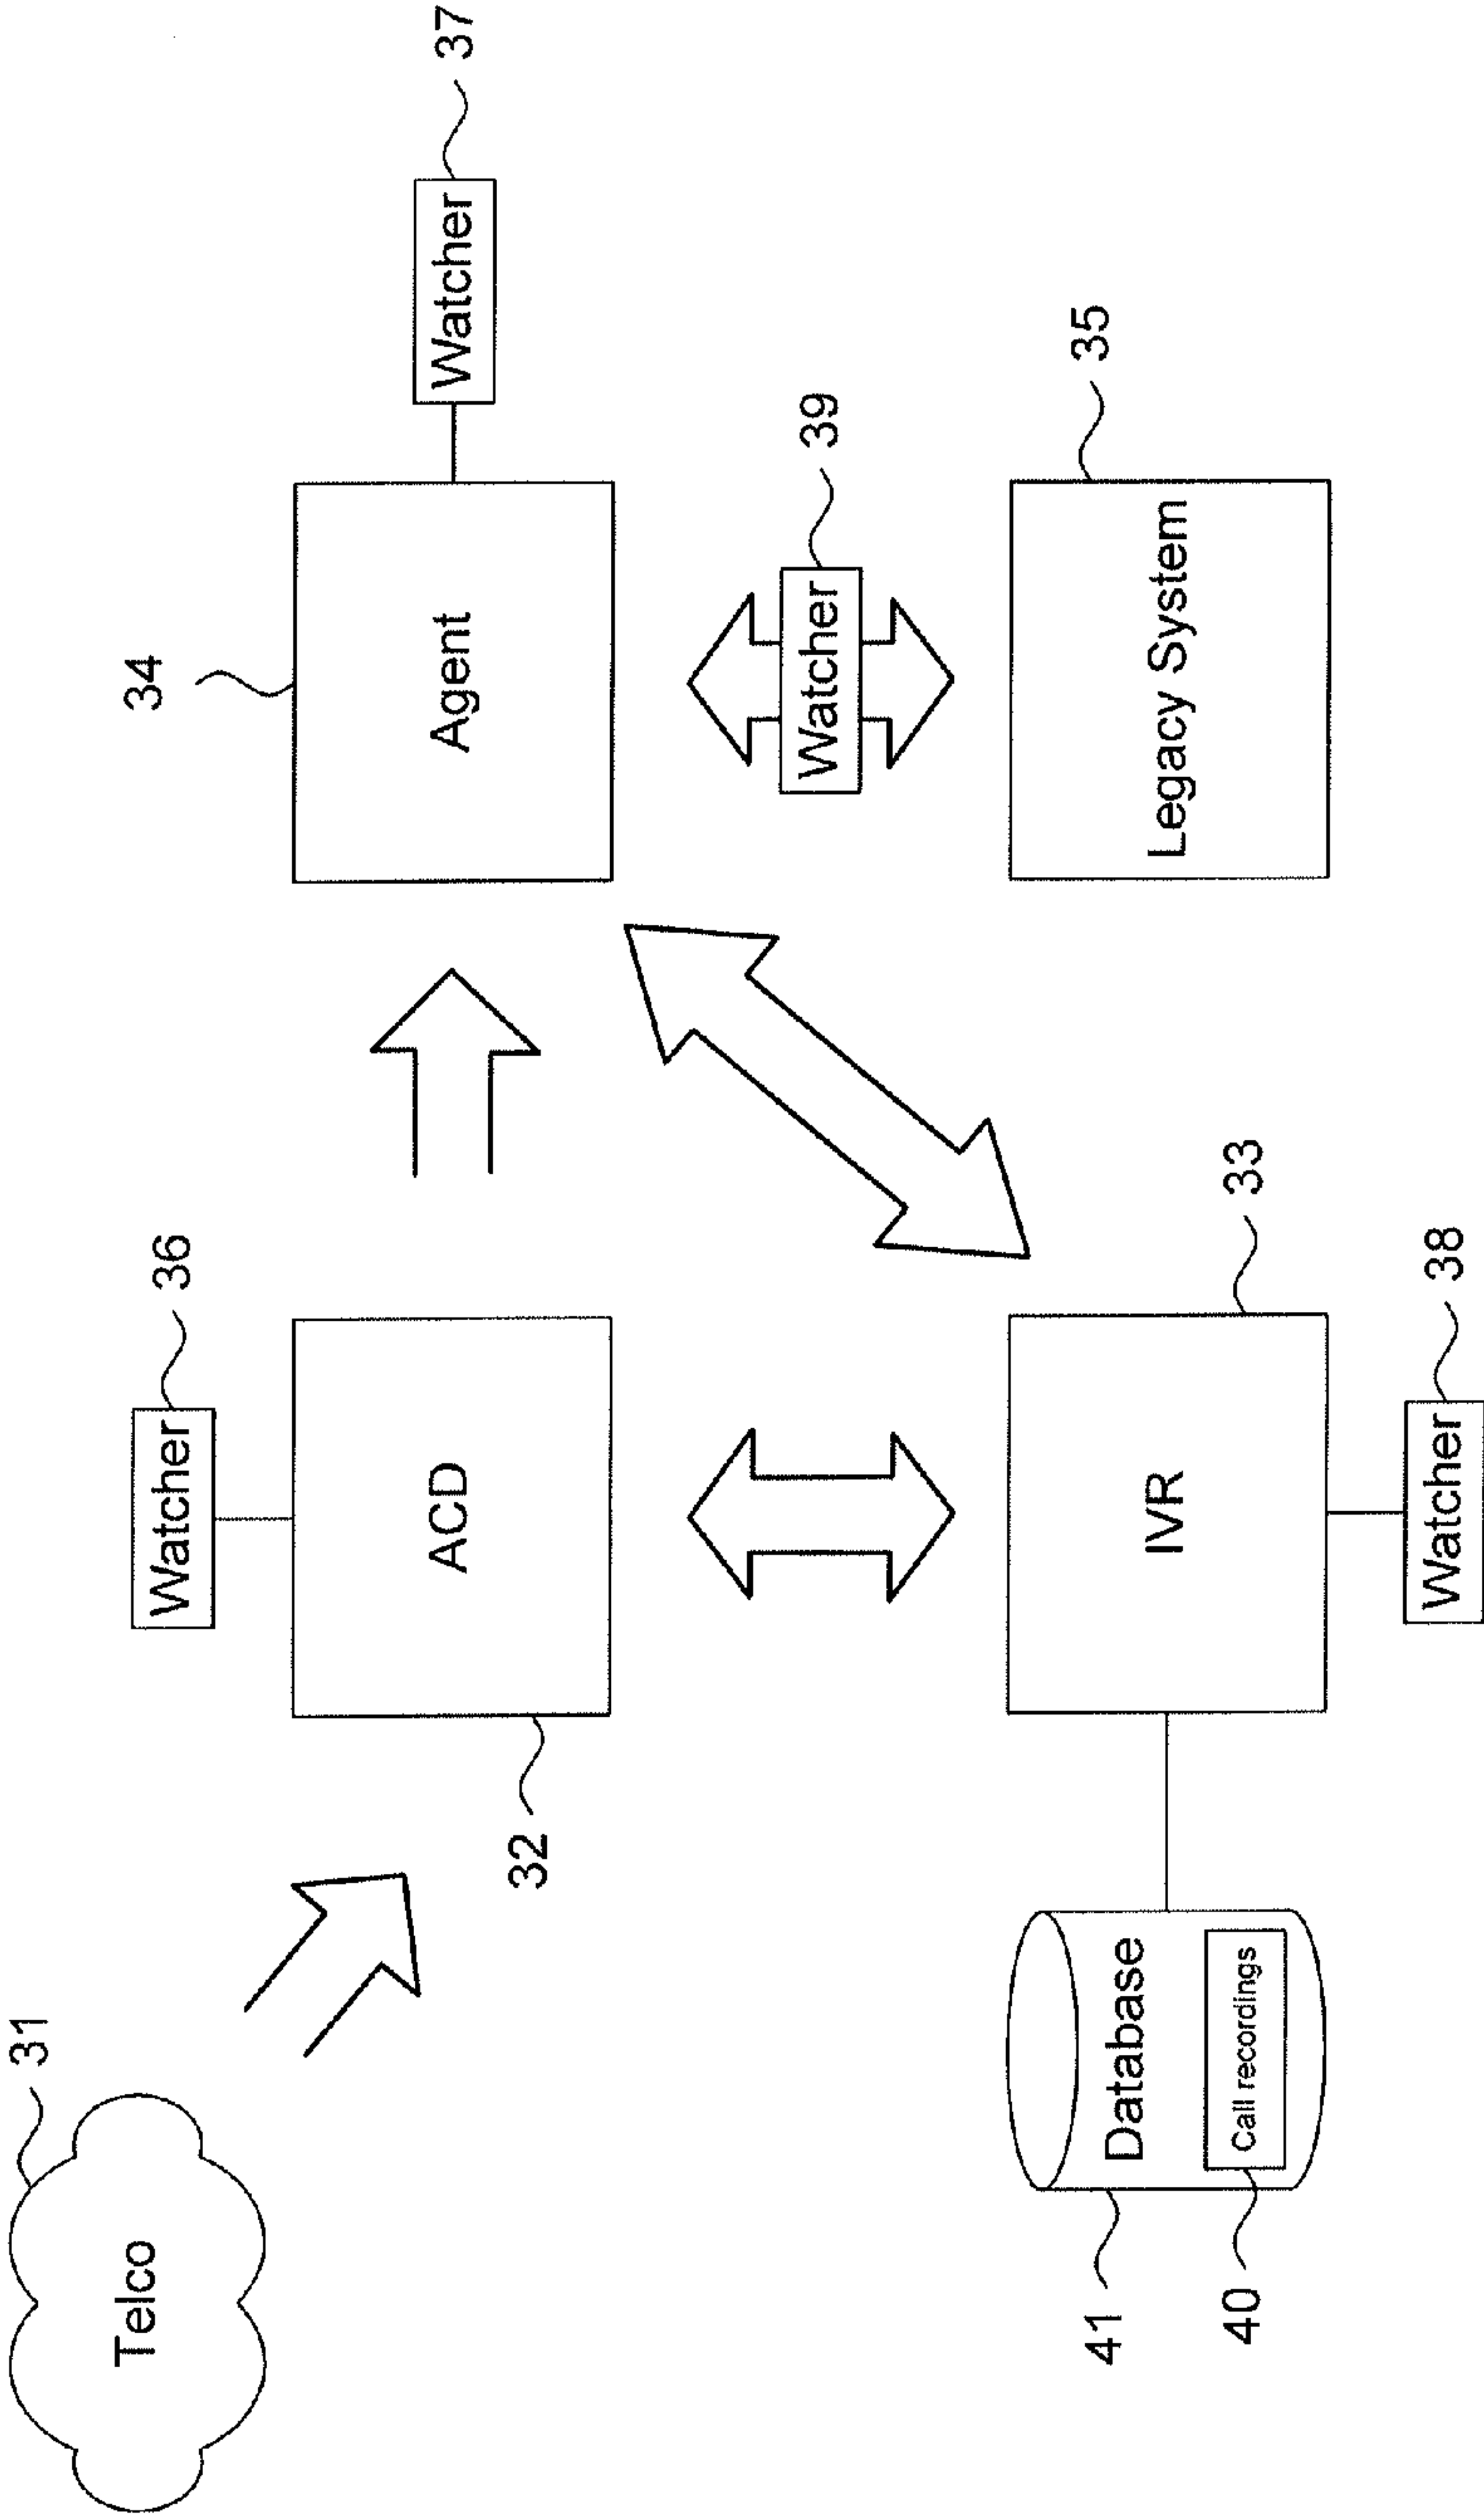 31
Telco
36
Watcher
34
37
Watcher
ACD
Agent
32
39
Watcher
41
Database
40
Call recordings
33
IVR
38
Watcher
35
Legacy System